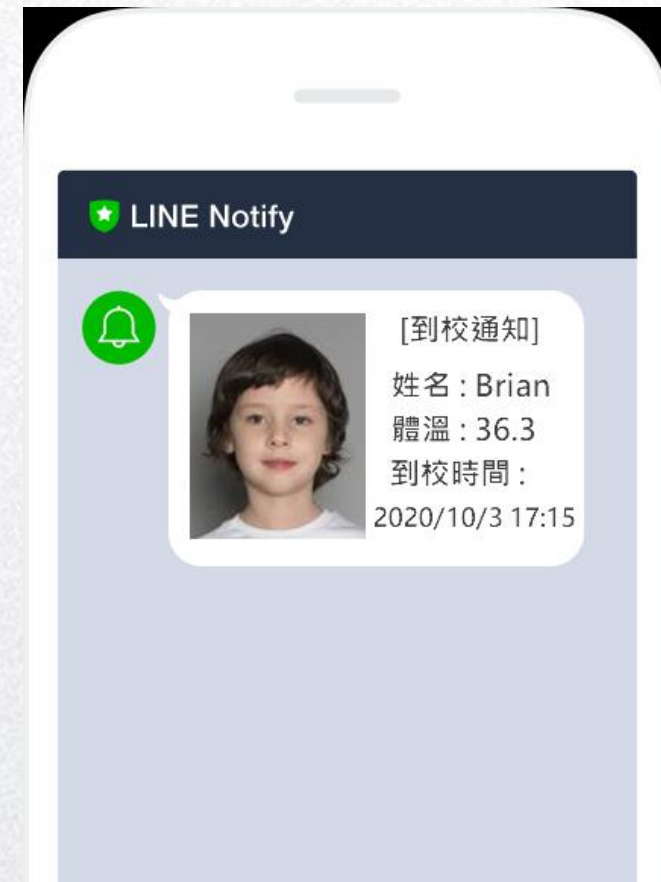 LINE Notify
[到校通知]
姓名 : Brian
體溫 : 36.3
到校時間 :
2020/10/3 17:15